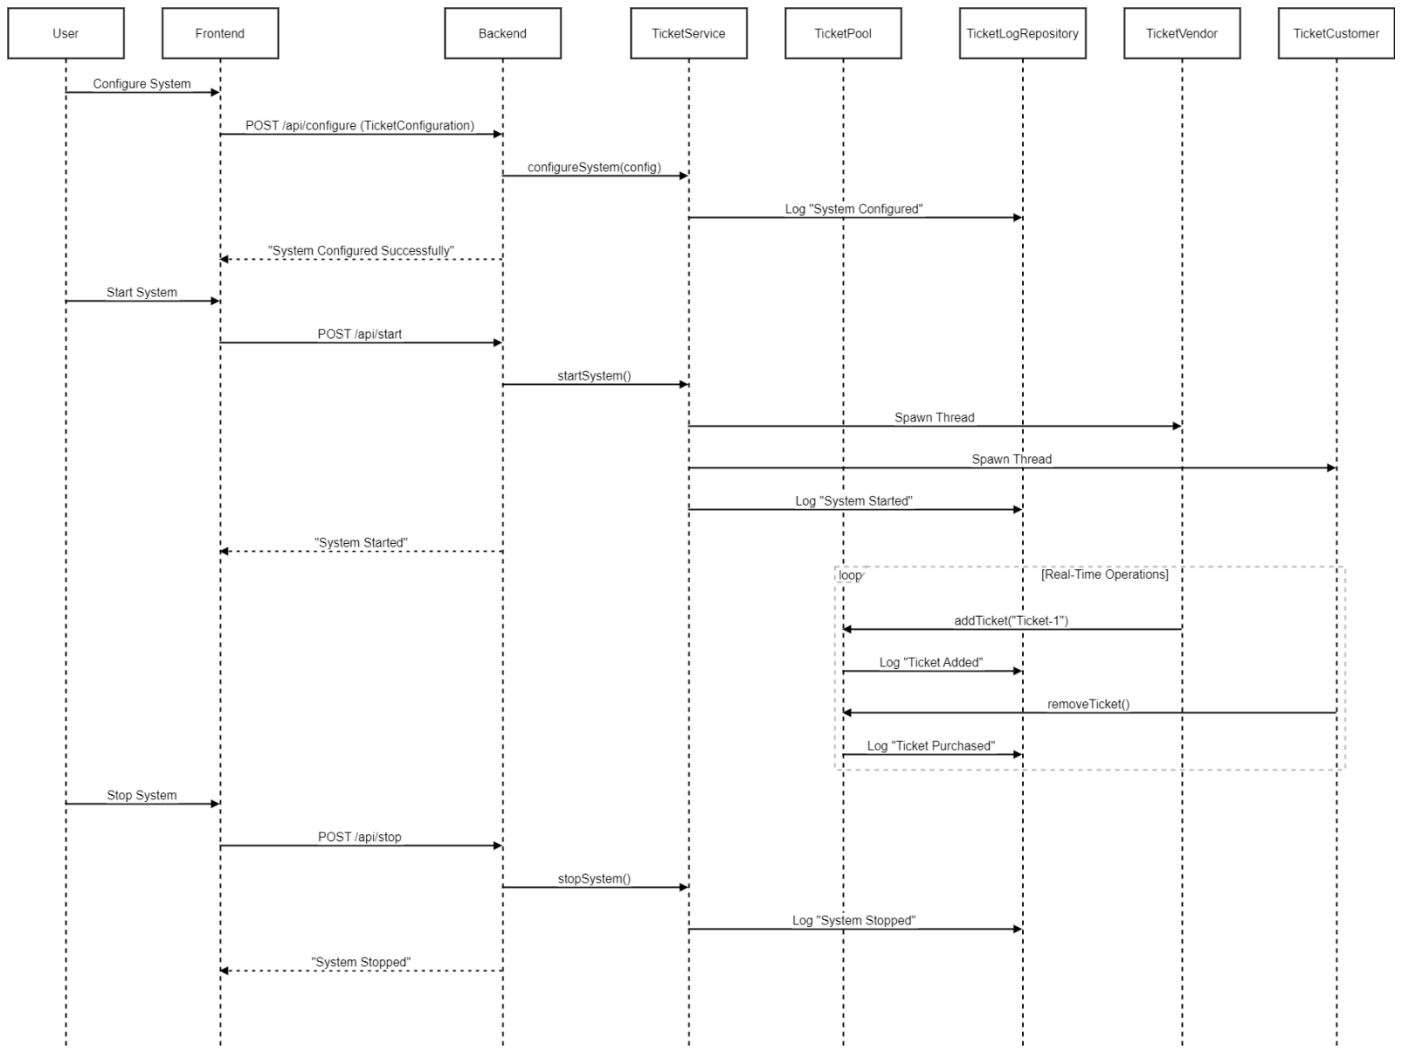 User
Frontend
Backend
TicketService
TicketPool
TicketLogRepository
TicketVendor
TicketCustomer
Configure System
POST /api/configure (TicketConfiguration)
configureSystem(config)
Log "System Configured"
"System Configured Successfully"
Start System
POST /api/start
startSystem()
Spawn Thread
Spawn Thread
Log "System Started"
"System Started"
loop
[Real-Time Operations]
addTicket("Ticket-1")
Log "Ticket Added"
removeTicket()
Log "Ticket Purchased"
Stop System
POST /api/stop
stopSystem()
Log "System Stopped"
"System Stopped"